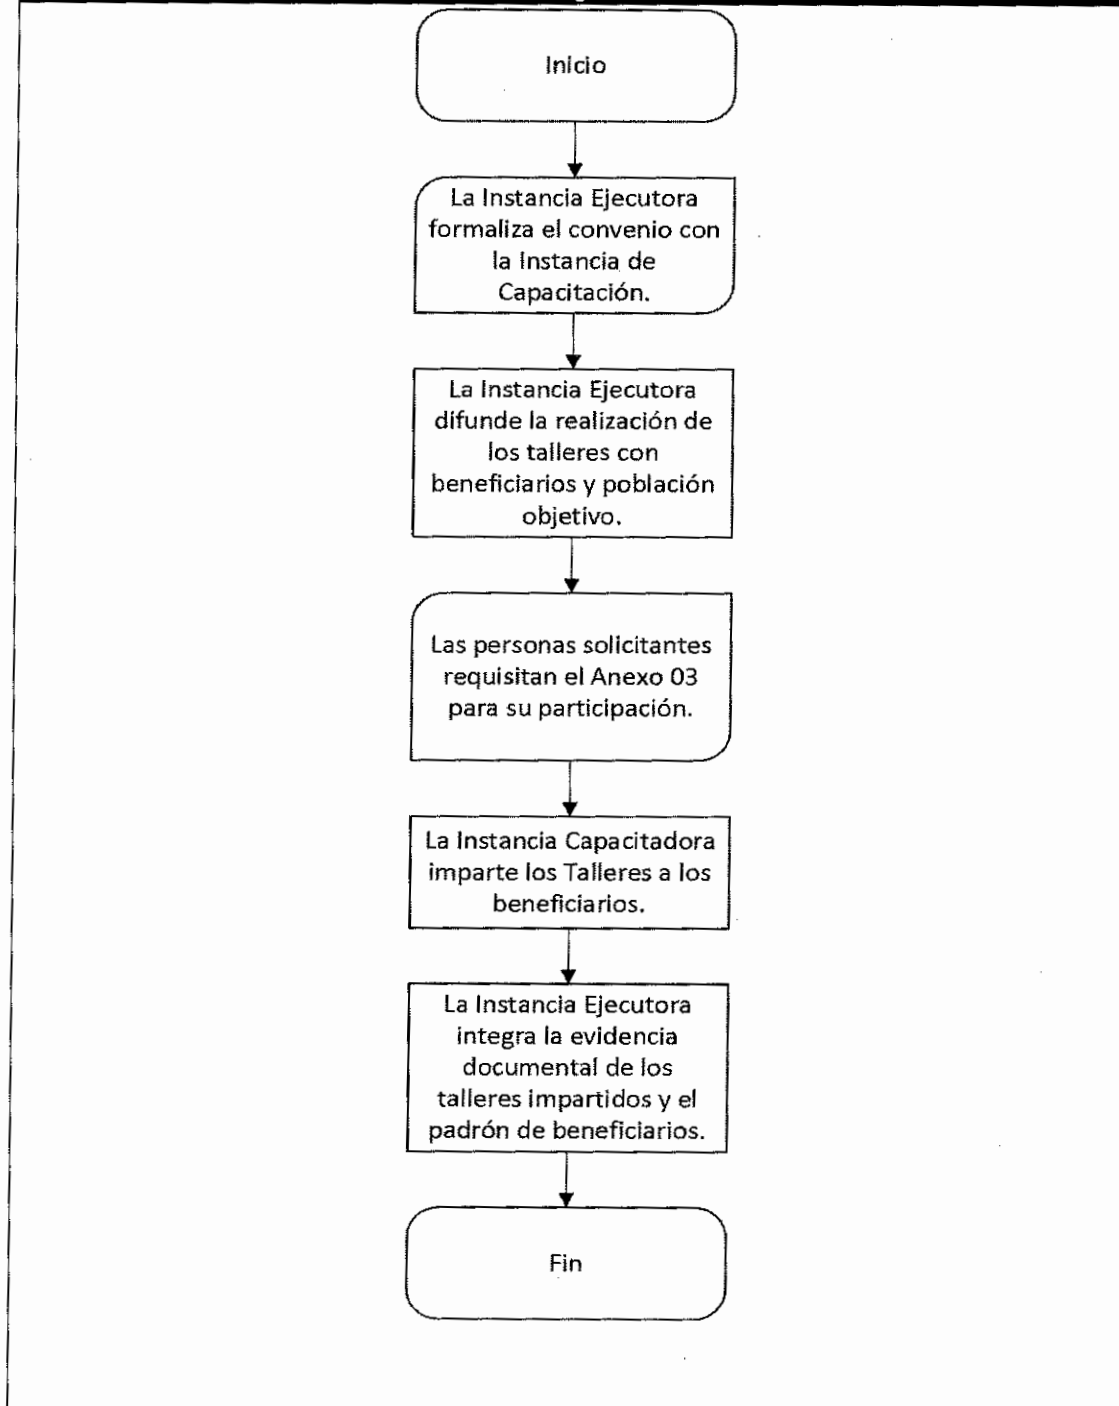 Inicio
La Instancia Ejecutora
formaliza el convenio con
la Instancia de
Capacitación.
La Instancia Ejecutora
difunde la realización de
los talleres con
beneficiarios y población
objetivo.
Las personas solicitantes
requisitan el Anexo 03
para su participación.
La Instancia Capacitadora
imparte los Talleres a los
beneficiarios.
La Instancia Ejecutora
integra la evidencia
documental de los
talleres impartidos y el
padrón de beneficiarios.
Fin